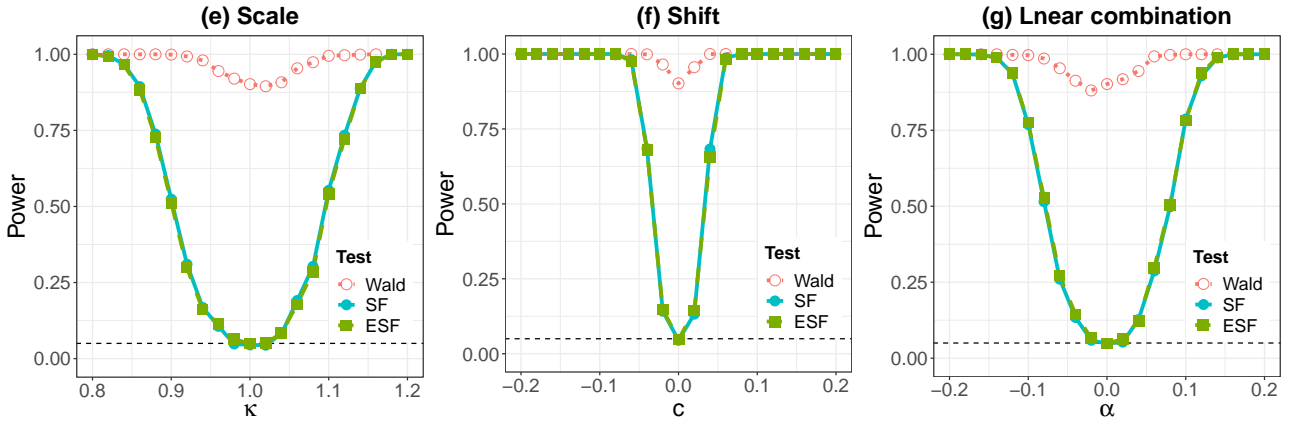 (e) Scale
Power
1.00
0.75
0.50
0.25
0.00
Test
Wald
SF
ESF
0.8 0.9 1.0 1.1 1.2
κ
(f) Shift
Power
1.00
0.75
0.50
0.25
0.00
Test
Wald
SF
ESF
−0.2 −0.1 0.0 0.1 0.2
c
(g) Lnear combination
Power
1.00
0.75
0.50
0.25
0.00
Test
Wald
SF
ESF
−0.2 −0.1 0.0 0.1 0.2
α